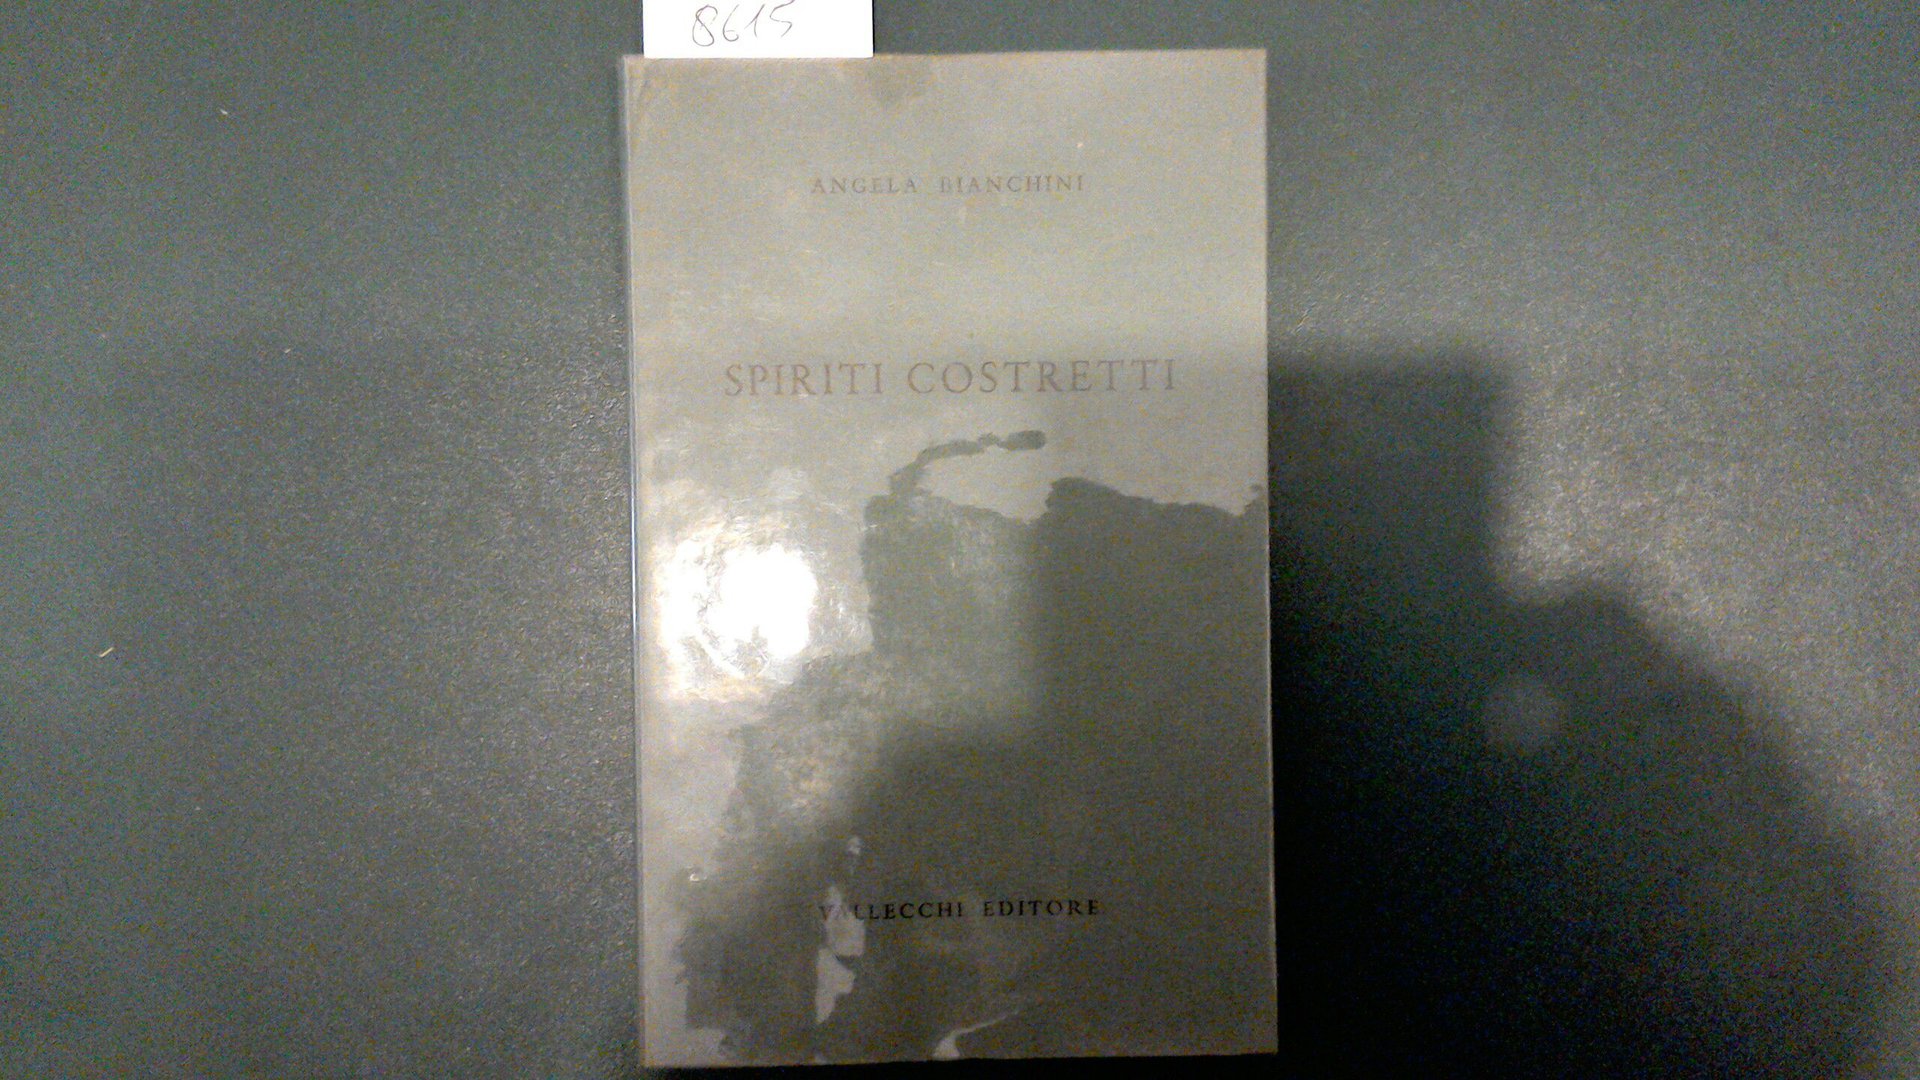 8615
ANGELA BIANCHINI
SPIRITI COSTRETTI
VALLECCHI EDITORE